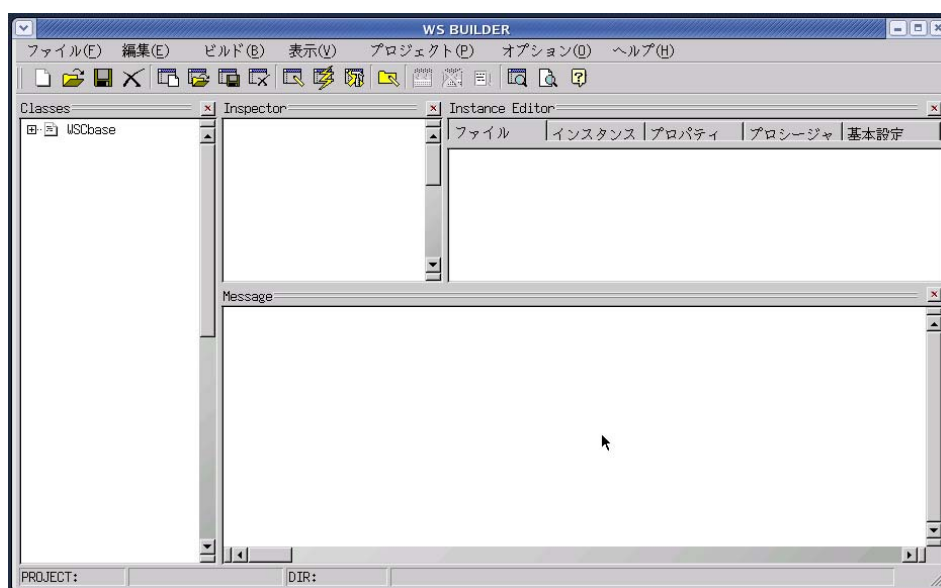 WS BUILDER
ファイル(F) 編集(E) ビルド(B) 表示(V) プロジェクト(P) オプション(O) ヘルプ(H)
Classes
Inspector
Instance Editor
WSCbase
ファイル インスタンス プロパティ プロシージャ 基本設定
Message
PROJECT:
DIR: